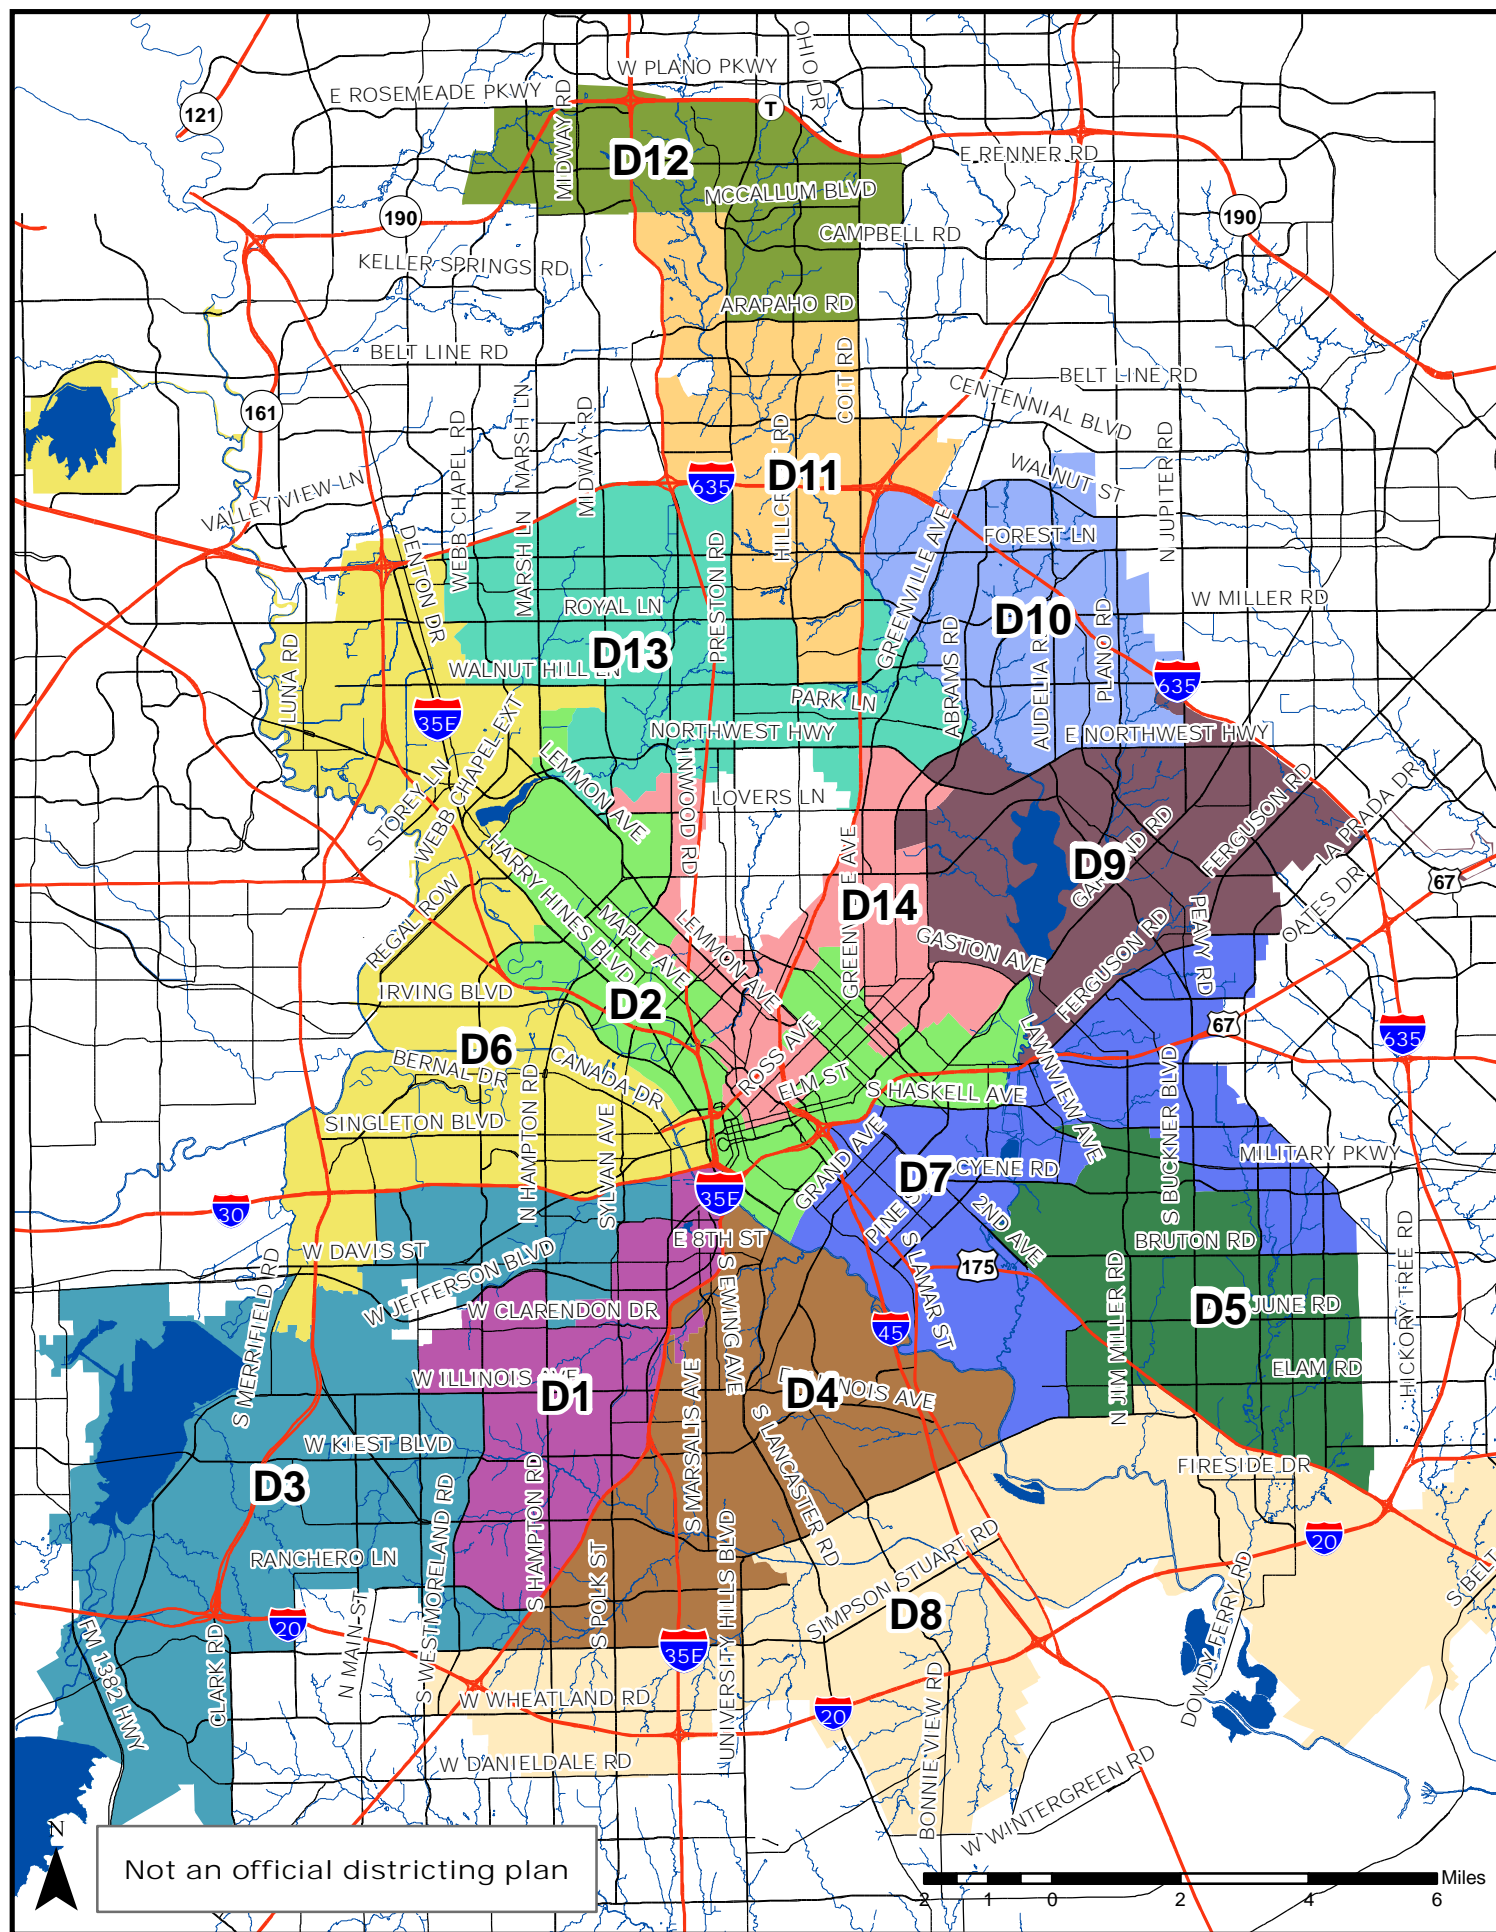 W PLANO PKWY
OHIO DR
E ROSEMEADE PKWY
MIDWAY RD
121
T
D12
E RENNER RD
MCCALLUM BLVD
190
190
CAMPBELL RD
KELLER SPRINGS RD
ARAPAHO RD
BELT LINE RD
COIT RD
BELT LINE RD
CENTENNIAL BLVD
161
WEBB CHAPEL RD
MARSH LN
MIDWAY RD
N JUPITER RD
WALNUT ST
VALLEY VIEW LN
635
D11
DENTON DR
MARSH LN
PRESTON RD
GREENVILLE AVE
FOREST LN
ROYAL LN
W MILLER RD
D10
ABRAMS RD
PLANO RD
D13
LUNA RD
WALNUT HILL LN
635
PARK LN
35E
NORTHWEST HWY
E NORTHWEST HWY
STOREY LN
WEBB CHAPEL EXT
LEMMON AVE
INWOOD RD
LOVERS LN
FERGUSON RD
LA PRADA DR
D9
67
HARRY HINES BLVD
REGAL ROW
MAPLE AVE
LEMMON AVE
D14
GASTON AVE
FERGUSON RD
PEAVY RD
OATES DR
IRVING BLVD
D2
67
635
D6
BERNAL DR
CANADA DR
ROSS AVE
ELM ST
S HASKELL AVE
LAWNVIEW AVE
S BUCKNER BLVD
SINGLETON BLVD
N HAMPTON RD
SYLVAN AVE
GRAND AVE
MILITARY PKWY
D7
35E
30
2ND AVE
W DAVIS ST
E 8TH ST
BRUTON RD
175
W JEFFERSON BLVD
S MERRIFIELD RD
S EWING AVE
S LAMAR ST
N JIM MILLER RD
HICKORY TREE RD
W CLARENDON DR
D5
JUNE RD
45
W ILLINOIS AVE
D1
D4
ELAM RD
S MARSALIS AVE
S LANCASTER RD
W KIEST BLVD
D3
FIRESIDE DR
S HAMPTON RD
S WESTMORELAND RD
RANCHERO LN
SIMPSON STUART RD
20
S POLK ST
UNIVERSITY HILLS BLVD
DOWDY FERRY RD
S BELT
D8
20
N MAIN ST
35E
FM 1382 HWY
CLARK RD
W WHEATLAND RD
20
BONNIE VIEW RD
W DANIELDALE RD
W WINTERGREEN RD
N
Not an official districting plan
Miles
2 1 0 2 4 6